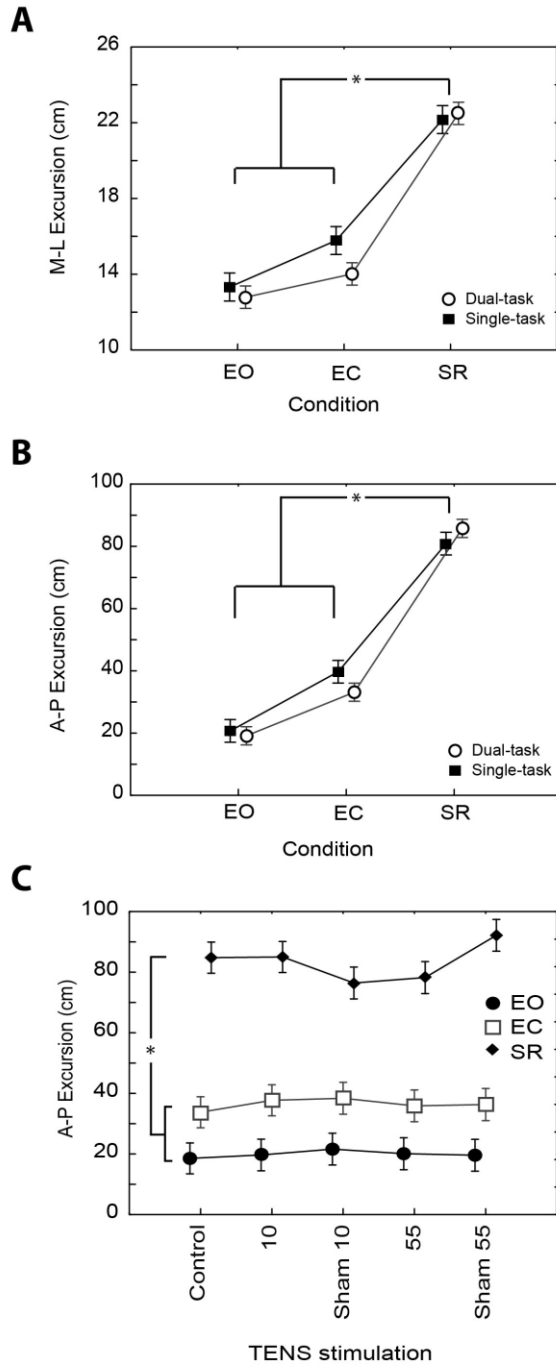 A
M-L Excursion (cm)
26
22
18
14
10
*
Dual-task
Single-task
EO EC SR
Condition
B
A-P Excursion (cm)
100
80
60
40
20
0
*
Dual-task
Single-task
EO EC SR
Condition
C
A-P Excursion (cm)
100
80
60
40
20
0
*
EO
EC
SR
Control
10
Sham 10
55
Sham 55
TENS stimulation